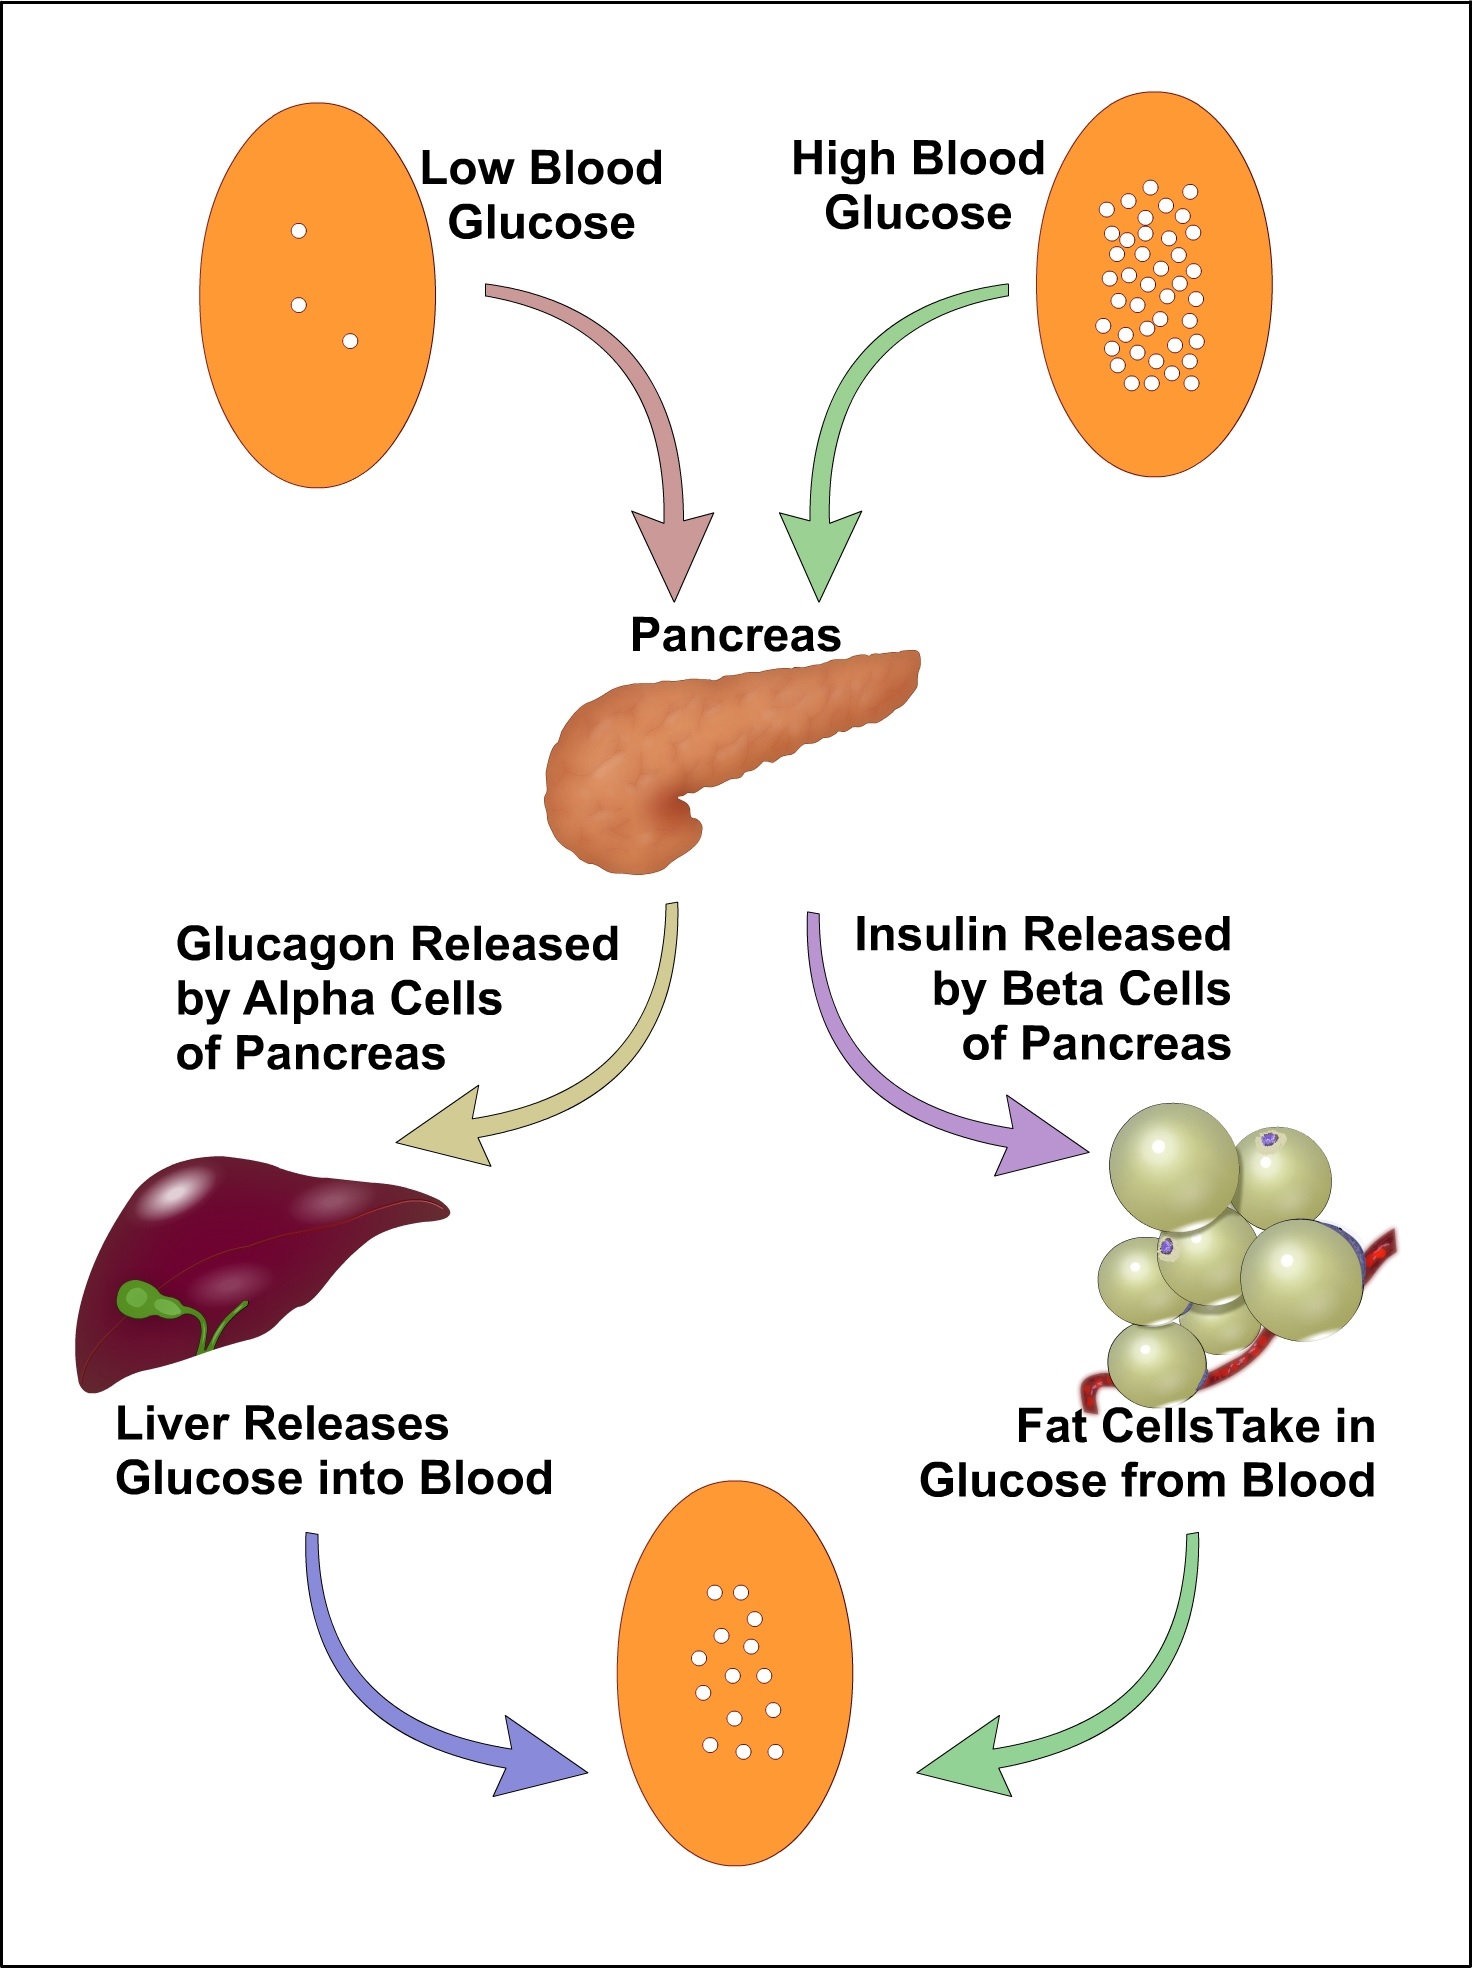 Low Blood
Glucose
High Blood
Glucose
Pancreas
Glucagon Released
by Alpha Cells
of Pancreas
Insulin Released
by Beta Cells
of Pancreas
Liver Releases
Glucose into Blood
Fat CellsTake in
Glucose from Blood